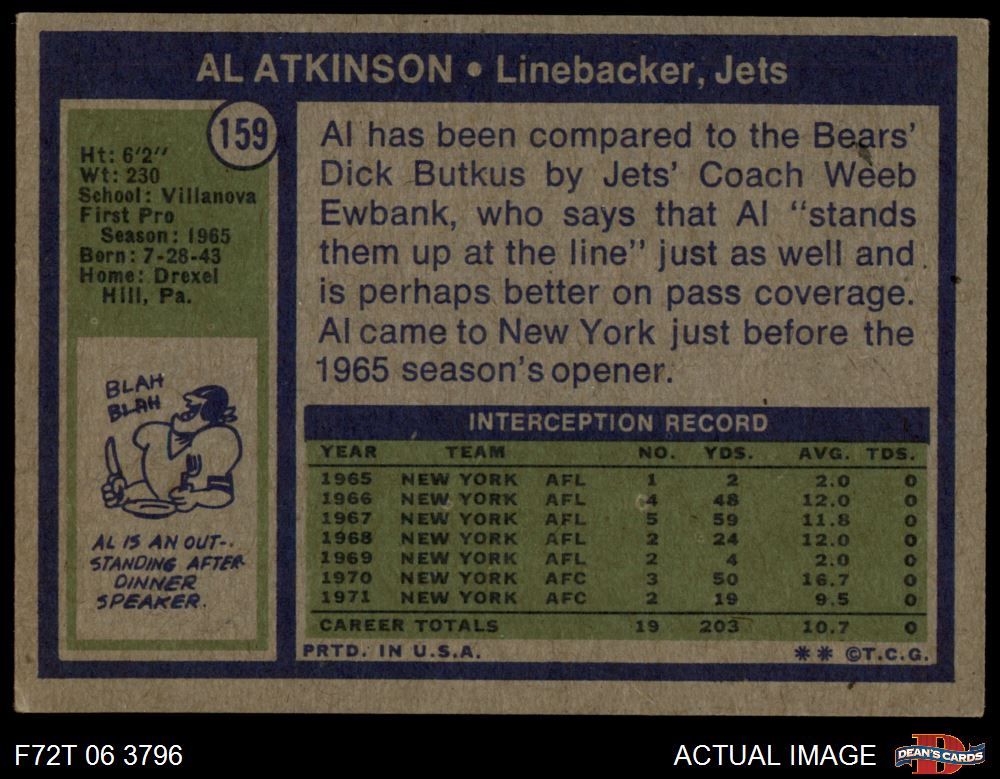 AL ATKINSON • Linebacker, Jets
159
Ht: 6'2''
Wt: 230
School: Villanova
First Pro
Season: 1965
Born: 7-28-43
Home: Drexel
Hill, Pa.
BLAH
BLAH
AL IS AN OUT-
STANDING AFTER
DINNER
SPEAKER.
Al has been compared to the Bears'
Dick Butkus by Jets' Coach Weeb
Ewbank, who says that Al "stands
them up at the line" just as well and
is perhaps better on pass coverage.
Al came to New York just before the
1965 season's opener.
INTERCEPTION RECORD
YEAR TEAM NO. YDS. AVG. TDS.
1965 NEW YORK AFL 1 2 2.0 0
1966 NEW YORK AFL 4 48 12.0 0
1967 NEW YORK AFL 5 59 11.8 0
1968 NEW YORK AFL 2 24 12.0 0
1969 NEW YORK AFL 2 4 2.0 0
1970 NEW YORK AFC 3 50 16.7 0
1971 NEW YORK AFC 2 19 9.5 0
CAREER TOTALS 19 203 10.7 0
PRTD. IN U.S.A. ** ©T.C.G.
F72T 06 3796 ACTUAL IMAGE DEAN'S CARDS